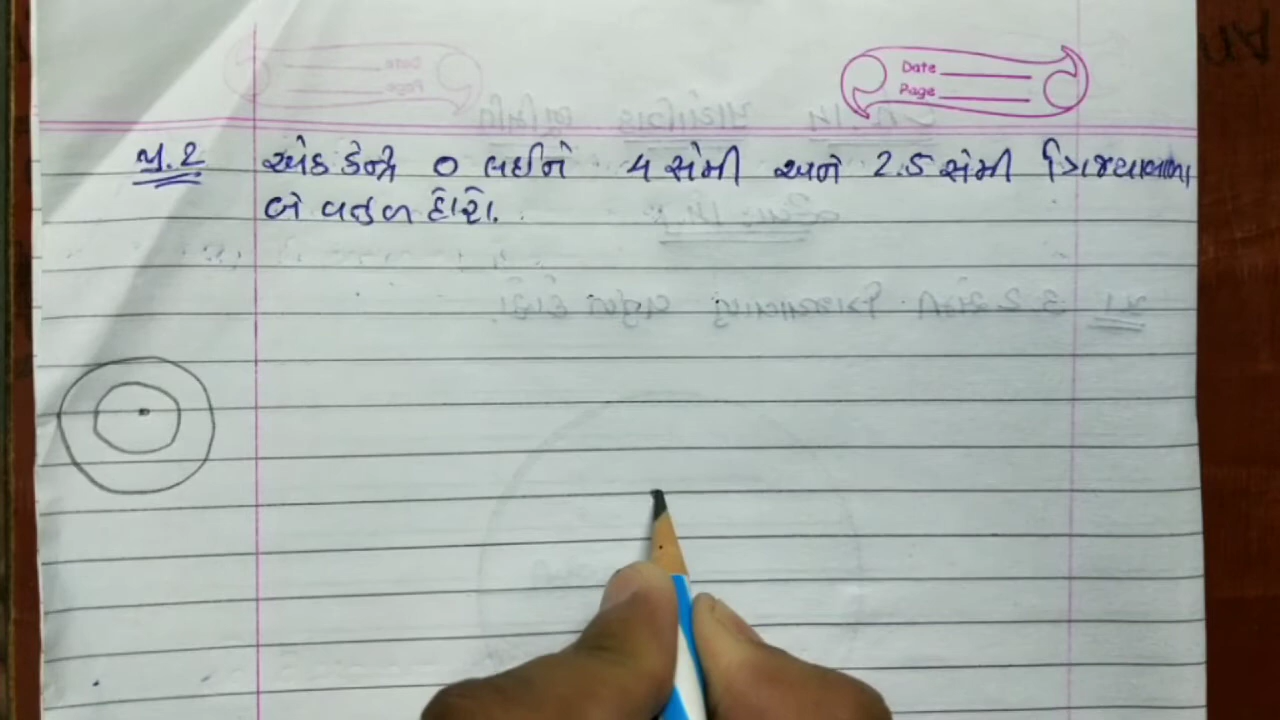 Date
Page
પ્ર.2 એક કેન્દ્ર O લઈને 4 સેમી અને 2.5 સેમી ત્રિજ્યાવાળા
બે વર્તુળ દોરો.